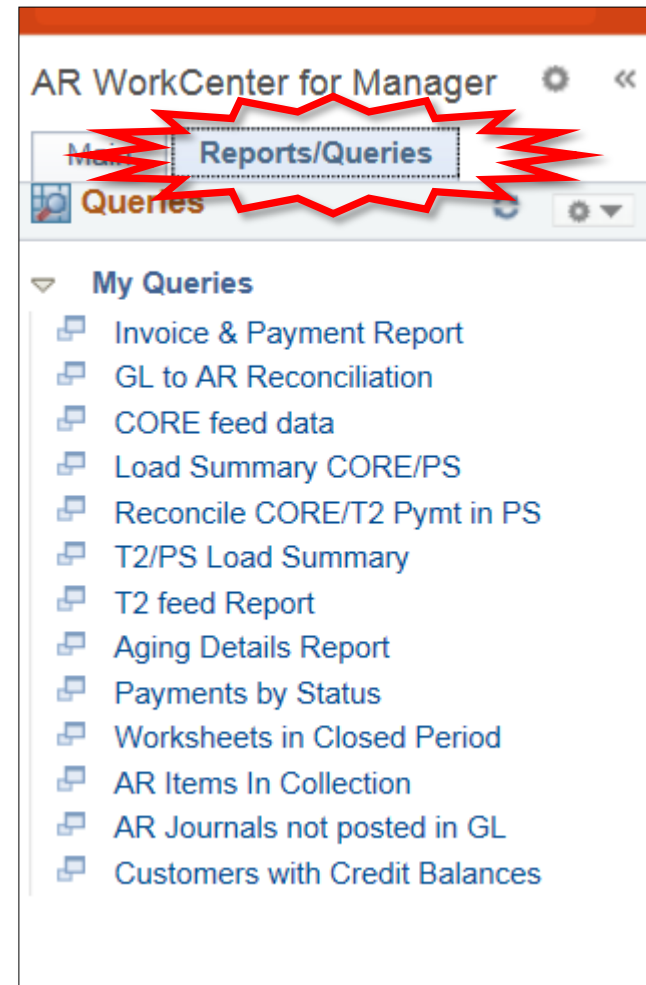 AR WorkCenter for Manager
Main Reports/Queries
Queries
My Queries
Invoice & Payment Report
GL to AR Reconciliation
CORE feed data
Load Summary CORE/PS
Reconcile CORE/T2 Pymt in PS
T2/PS Load Summary
T2 feed Report
Aging Details Report
Payments by Status
Worksheets in Closed Period
AR Items In Collection
AR Journals not posted in GL
Customers with Credit Balances